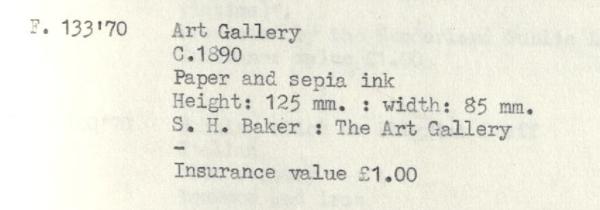 F. 133'70 Art Gallery
C.1890
Paper and sepia ink
Height: 125 mm. : width: 85 mm.
S. H. Baker : The Art Gallery
-
Insurance value £1.00